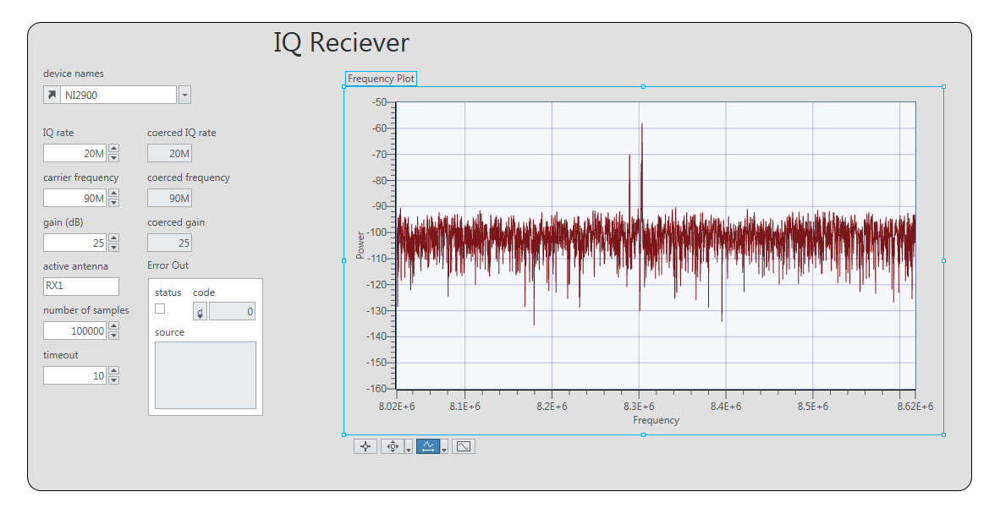 IQ Reciever
device names
NI2900
IQ rate
coerced IQ rate
20M
20M
carrier frequency
coerced frequency
90M
90M
gain (dB)
coerced gain
25
25
active antenna
RX1
number of samples
100000
timeout
10
Error Out
status
code
d
0
source
Frequency Plot
-50
-60
-70
-80
-90
-100
-110
-120
-130
-140
-150
-160
Power
8.02E+6
8.1E+6
8.2E+6
8.3E+6
8.4E+6
8.5E+6
8.62E+6
Frequency